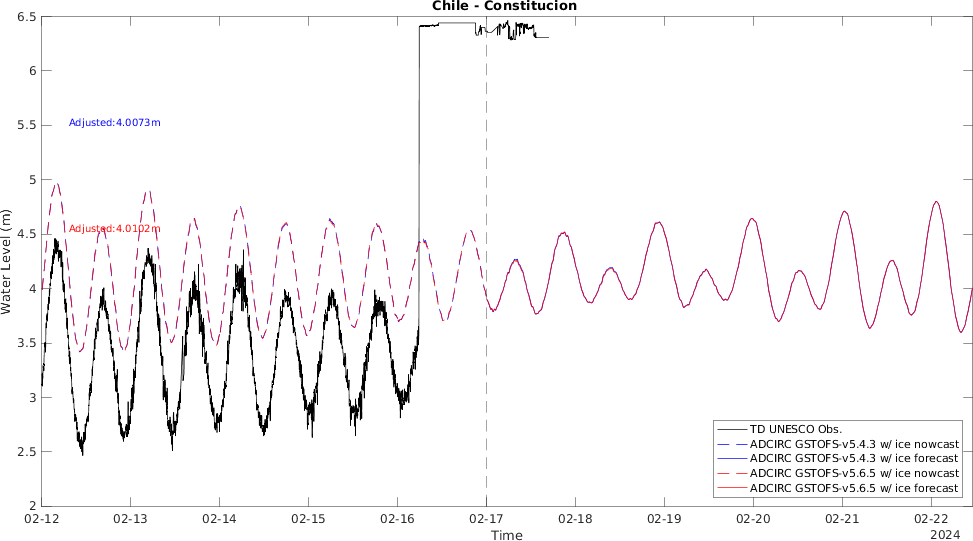 Chile - Constitucion
6.5
6
5.5
5
4.5
4
3.5
3
2.5
2
Water Level (m)
Adjusted:4.0073m
Adjusted:4.0102m
TD UNESCO Obs.
ADCIRC GSTOFS-v5.4.3 w/ ice nowcast
ADCIRC GSTOFS-v5.4.3 w/ ice forecast
ADCIRC GSTOFS-v5.6.5 w/ ice nowcast
ADCIRC GSTOFS-v5.6.5 w/ ice forecast
02-12 02-13 02-14 02-15 02-16 02-17 02-18 02-19 02-20 02-21 02-22
Time
2024